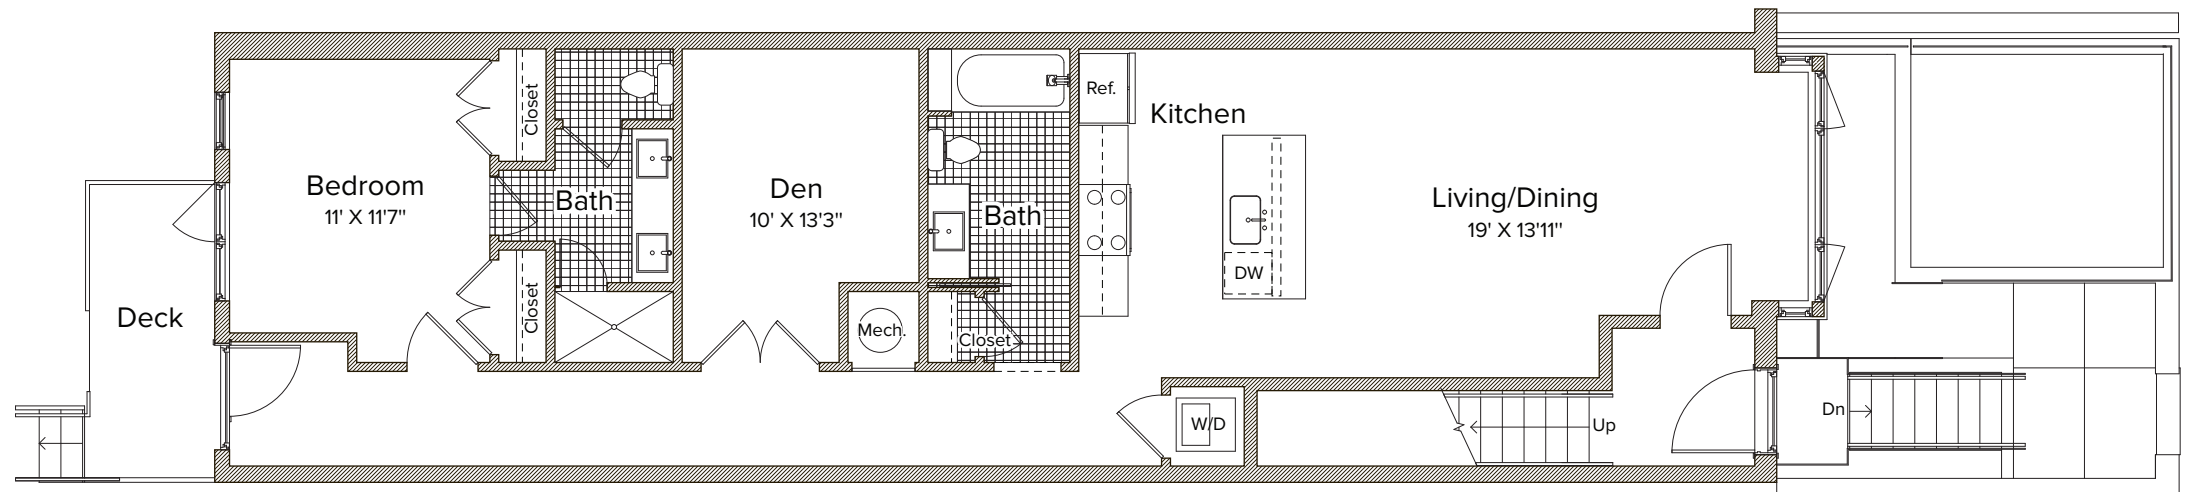 Closet
Ref.
Kitchen
Bedroom
11' X 11'7"
Bath
Den
10' X 13'3"
Bath
Living/Dining
19' X 13'11"
DW
Deck
Closet
Mech.
Closet
W/D
Up
Dn